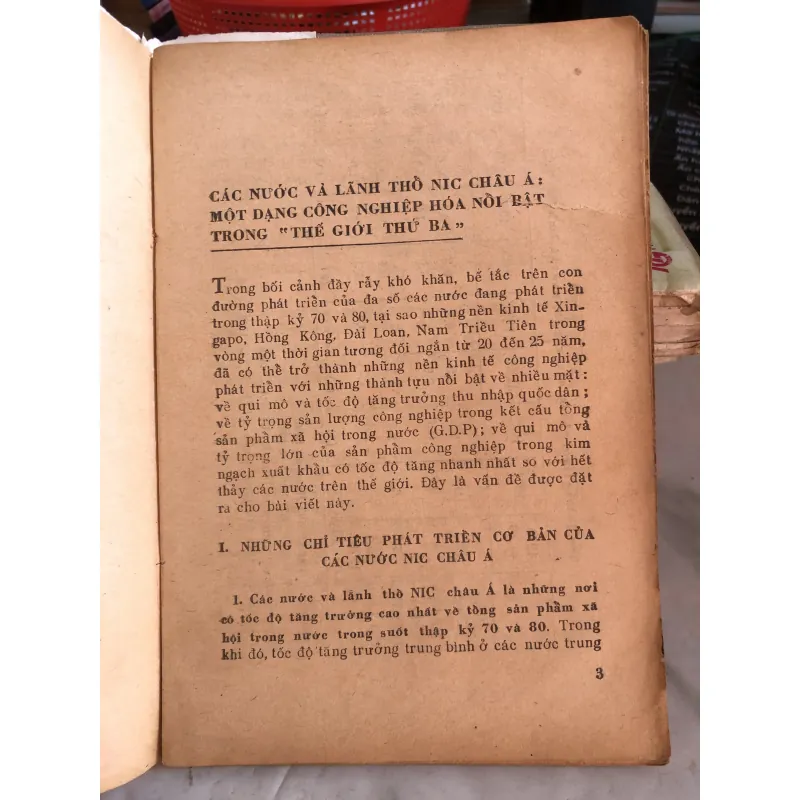 CÁC NƯỚC VÀ LÃNH THỔ NIC CHÂU Á:
MỘT DẠNG CÔNG NGHIỆP HÓA NỔI BẬT
TRONG "THẾ GIỚI THỨ BA"
Trong bối cảnh đầy rẫy khó khăn, bế tắc trên con
đường phát triển của đa số các nước đang phát triển
trong thập kỷ 70 và 80, tại sao những nền kinh tế Xin-
gapo, Hồng Kông, Đài Loan, Nam Triều Tiên trong
vòng một thời gian tương đối ngắn từ 20 đến 25 năm,
đã có thể trở thành những nền kinh tế công nghiệp
phát triển với những thành tựu nổi bật về nhiều mặt:
về qui mô và tốc độ tăng trưởng thu nhập quốc dân;
về tỷ trọng sản lượng công nghiệp trong kết cấu tổng
sản phẩm xã hội trong nước (G.D.P); về qui mô và
tỷ trọng lớn của sản phẩm công nghiệp trong kim
ngạch xuất khẩu có tốc độ tăng nhanh nhất so với hết
thảy các nước trên thế giới. Đây là vấn đề được đặt
ra cho bài viết này.
I. NHỮNG CHỈ TIÊU PHÁT TRIỂN CƠ BẢN CỦA
CÁC NƯỚC NIC CHÂU Á
1. Các nước và lãnh thổ NIC châu Á là những nơi
có tốc độ tăng trưởng cao nhất về tổng sản phẩm xã
hội trong nước trong suốt thập kỷ 70 và 80. Trong
khi đó, tốc độ tăng trưởng trung bình ở các nước trung
3